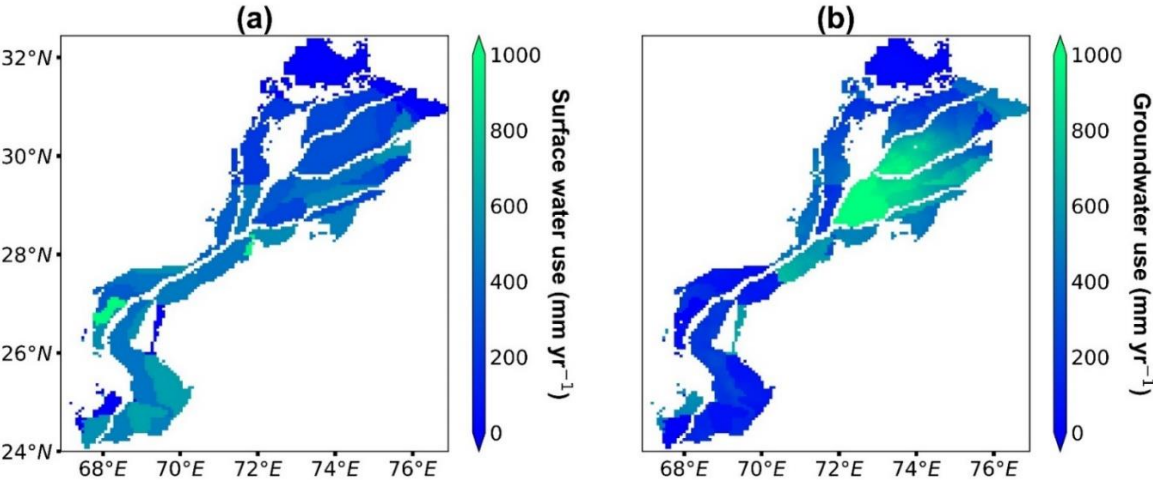 (a)
32°N
30°N
28°N
26°N
24°N
68°E 70°E 72°E 74°E 76°E
1000
800
600
400
200
0
Surface water use (mm yr⁻¹)
(b)
68°E 70°E 72°E 74°E 76°E
1000
800
600
400
200
0
Groundwater use (mm yr⁻¹)